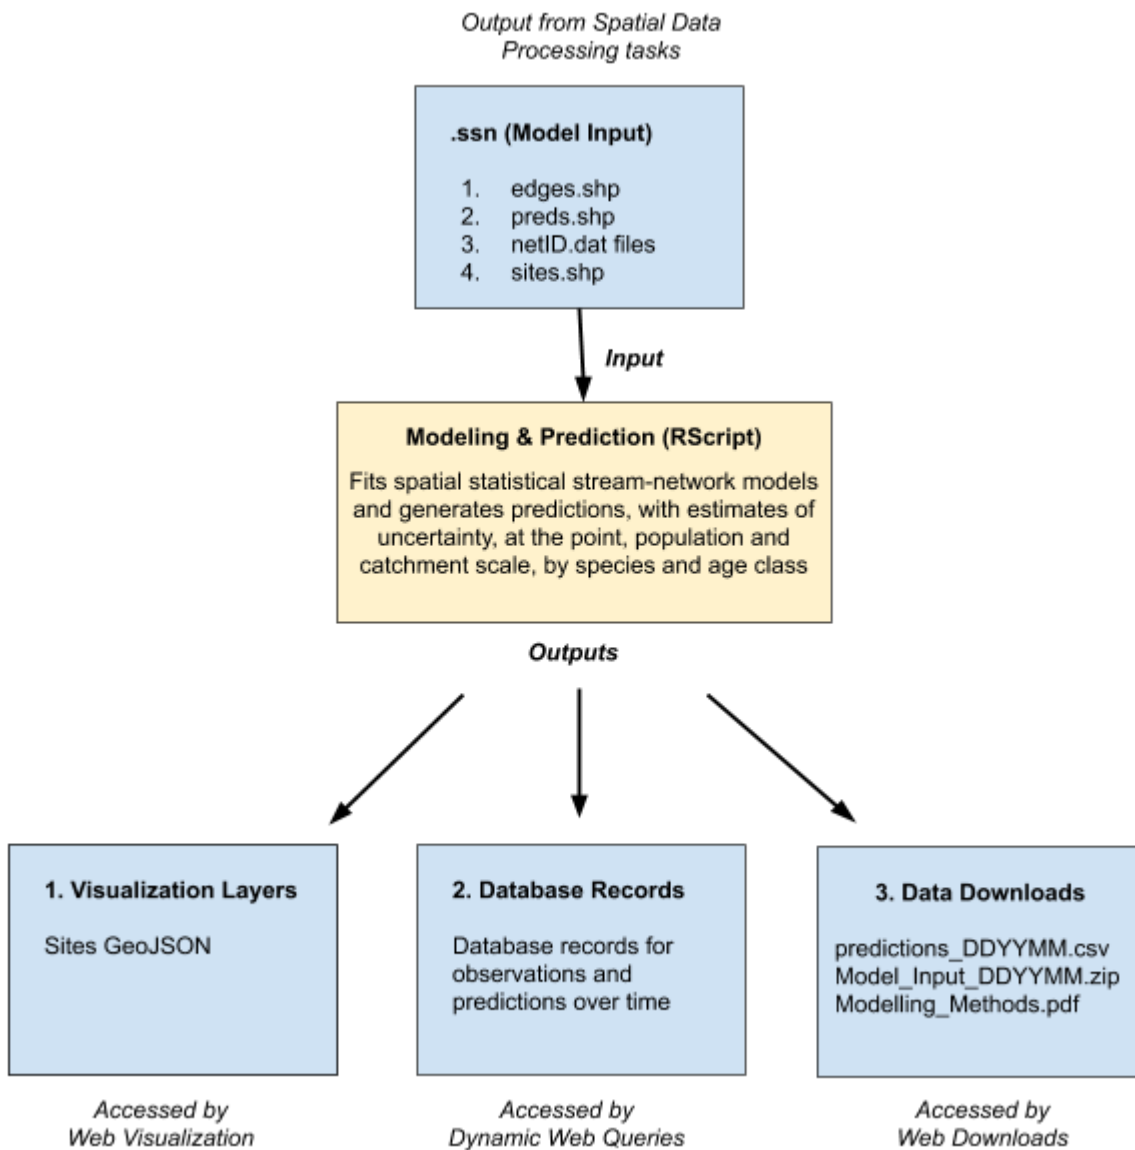 Output from Spatial Data
Processing tasks
.ssn (Model Input)
1. edges.shp
2. preds.shp
3. netID.dat files
4. sites.shp
Input
Modeling & Prediction (RScript)
Fits spatial statistical stream-network models
and generates predictions, with estimates of
uncertainty, at the point, population and
catchment scale, by species and age class
Outputs
1. Visualization Layers
Sites GeoJSON
2. Database Records
Database records for
observations and
predictions over time
3. Data Downloads
predictions_DDYYMM.csv
Model_Input_DDYYMM.zip
Modelling_Methods.pdf
Accessed by
Web Visualization
Accessed by
Dynamic Web Queries
Accessed by
Web Downloads